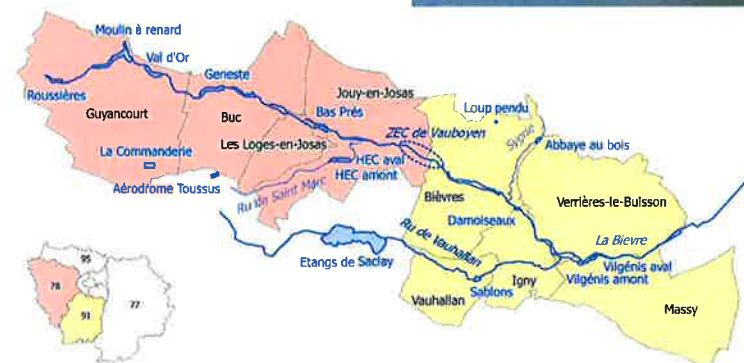 Moulin à renard
Val d'Or
Geneste
Jouy-en-Josas
Roussières
Loup pendu
Bas Prés
Guyancourt
Buc
ZEC de Vauboyen
Sygrie
Les Loges-en-Josas
Abbaye au bois
La Commanderie
HEC aval
HEC amont
Aérodrome Toussus
Ru de Saint Marc
Bièvres
Verrières-le-Buisson
Damoiseaux
Ru de Vauhallan
La Bievre
Etangs de Saclay
Vilgénis aval
Vilgénis amont
Igny
Sablons
Vauhallan
Massy
95
78
77
91